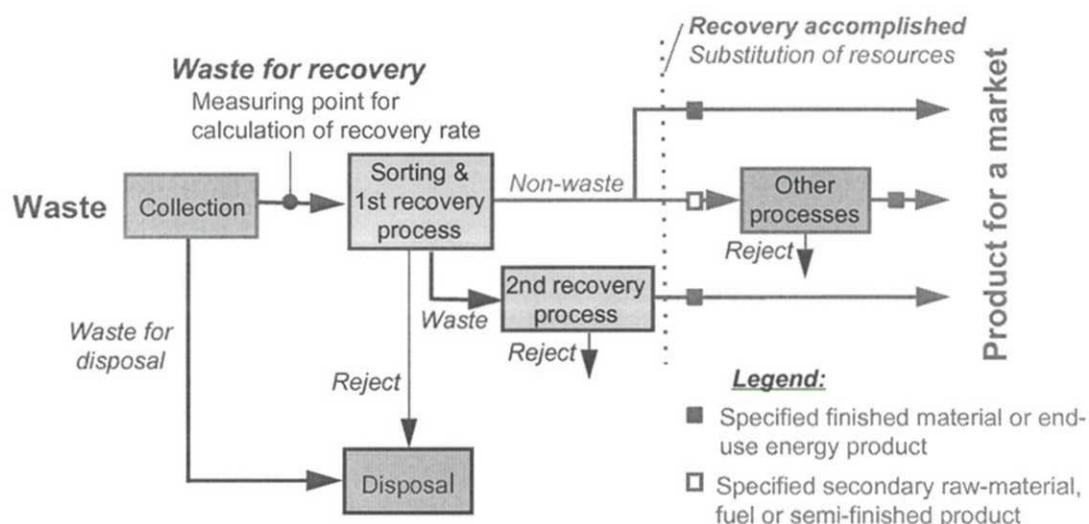 Recovery accomplished
Substitution of resources
Waste for recovery
Measuring point for
calculation of recovery rate
Waste
Collection
Sorting &
1st recovery
process
Non-waste
Other
processes
Reject
Waste
2nd recovery
process
Reject
Waste for
disposal
Reject
Disposal
Product for a market
Legend:
Specified finished material or end-
use energy product
Specified secondary raw-material,
fuel or semi-finished product